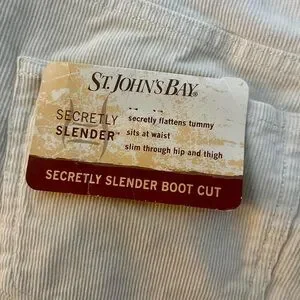 ST. JOHN'S BAY®
SECRETLY
SLENDER™
secretly flattens tummy
sits at waist
slim through hip and thigh
SECRETLY SLENDER BOOT CUT